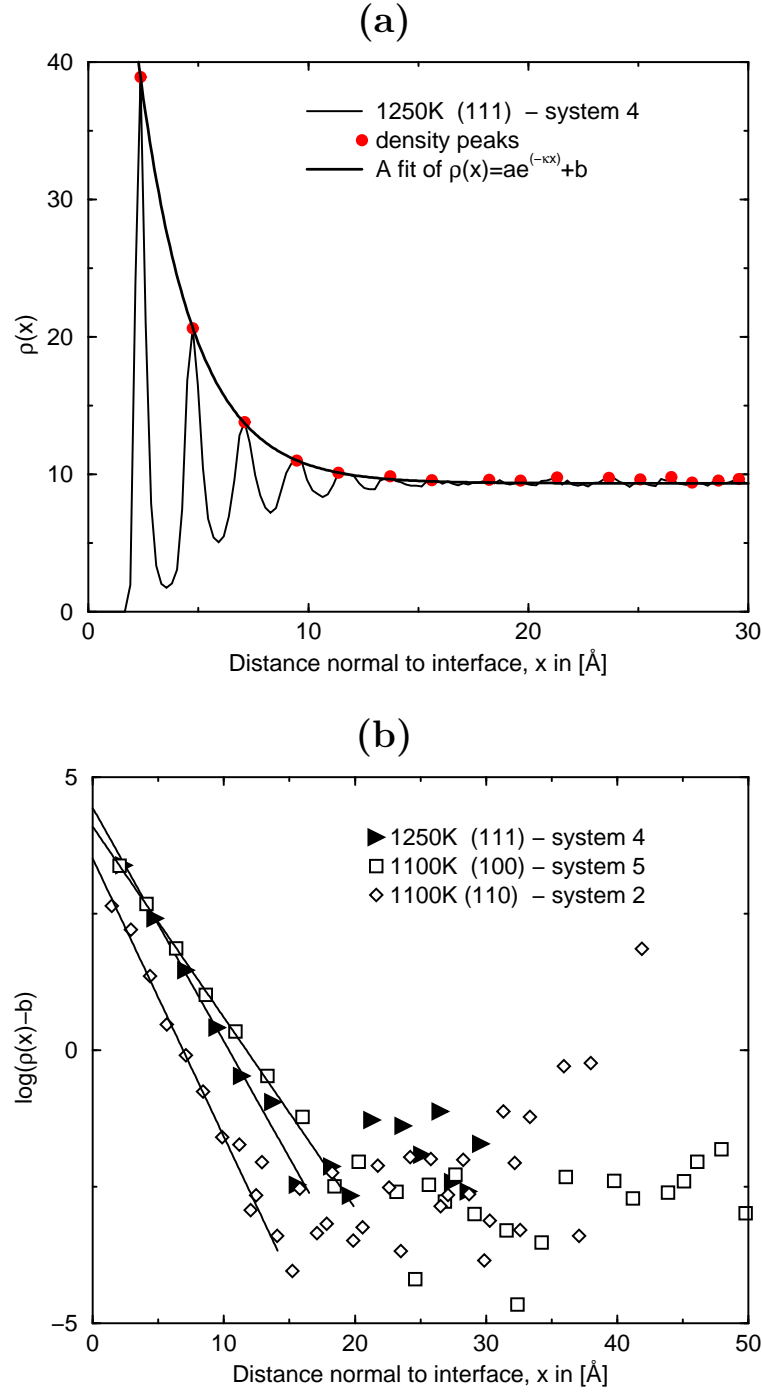 (a)
40
30
20
10
0
ρ(x)
1250K (111) – system 4
density peaks
A fit of ρ(x)=ae^(−κx)+b
0 10 20 30
Distance normal to interface, x in [Å]
(b)
5
0
−5
log(ρ(x)−b)
1250K (111) – system 4
1100K (100) – system 5
1100K (110) – system 2
0 10 20 30 40 50
Distance normal to interface, x in [Å]